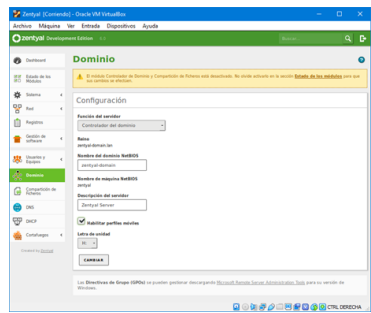 Zentyal [Corriendo] - Oracle VM VirtualBox
Archivo Máquina Ver Entrada Dispositivos Ayuda
zentyal Development Edition
Buscar...
Dashboard
Estado de los Módulos
Sistema
Red
Registros
Gestión de software
Usuarios y Equipos
Dominio
Compartición de Ficheros
DNS
DHCP
Cortafuegos
Created by Zentyal
Dominio
El módulo Controlador de Dominio y Compartición de Ficheros está desactivado. No olvide activarlo en la sección Estado de los módulos para que
sus cambios se efectúen.
Configuración
Función del servidor
Controlador del dominio
Reino
zentyal-domain.lan
Nombre del dominio NetBIOS
zentyal-domain
Nombre de máquina NetBIOS
zentyal
Descripción del servidor
Zentyal Server
Habilitar perfiles móviles
Letra de unidad
H:
CAMBIAR
Las Directivas de Grupo (GPOs) se pueden gestionar descargando Microsoft Remote Server Administration Tools para su versión de
Windows.
CTRL DERECHA